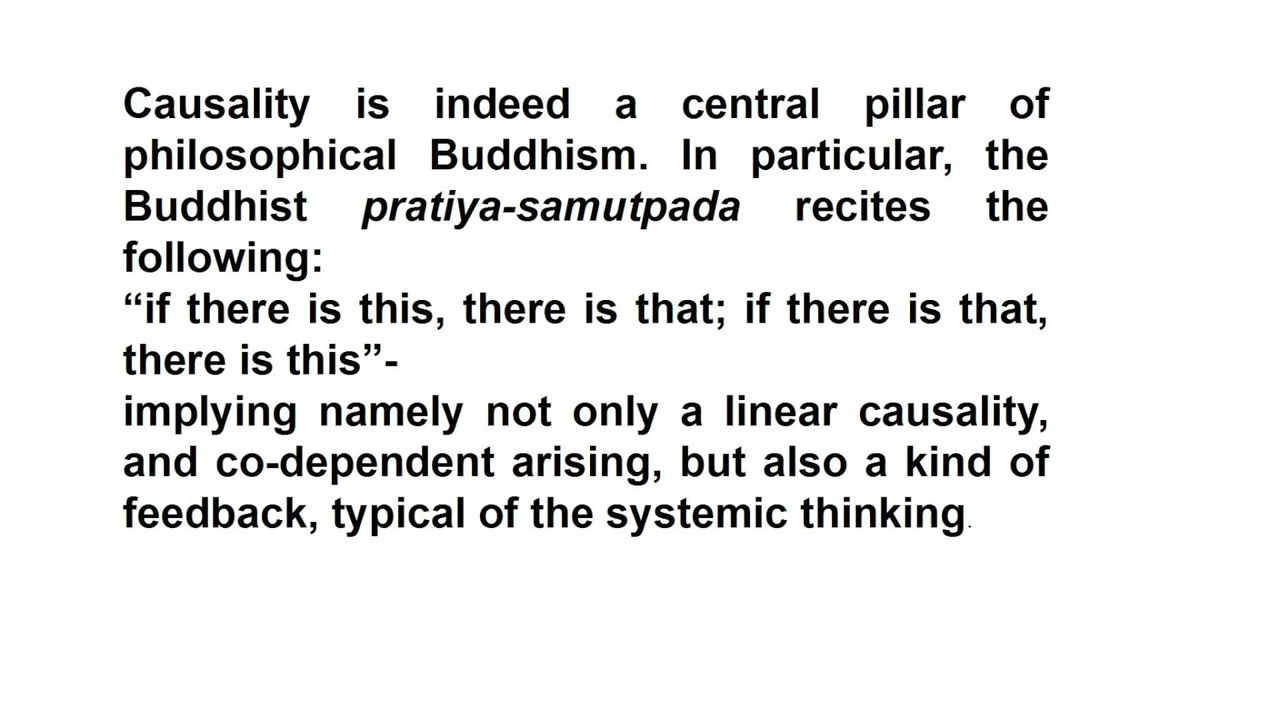 Causality is indeed a central pillar of
philosophical Buddhism. In particular, the
Buddhist pratiya-samutpada recites the
following:
“if there is this, there is that; if there is that,
there is this”-
implying namely not only a linear causality,
and co-dependent arising, but also a kind of
feedback, typical of the systemic thinking.